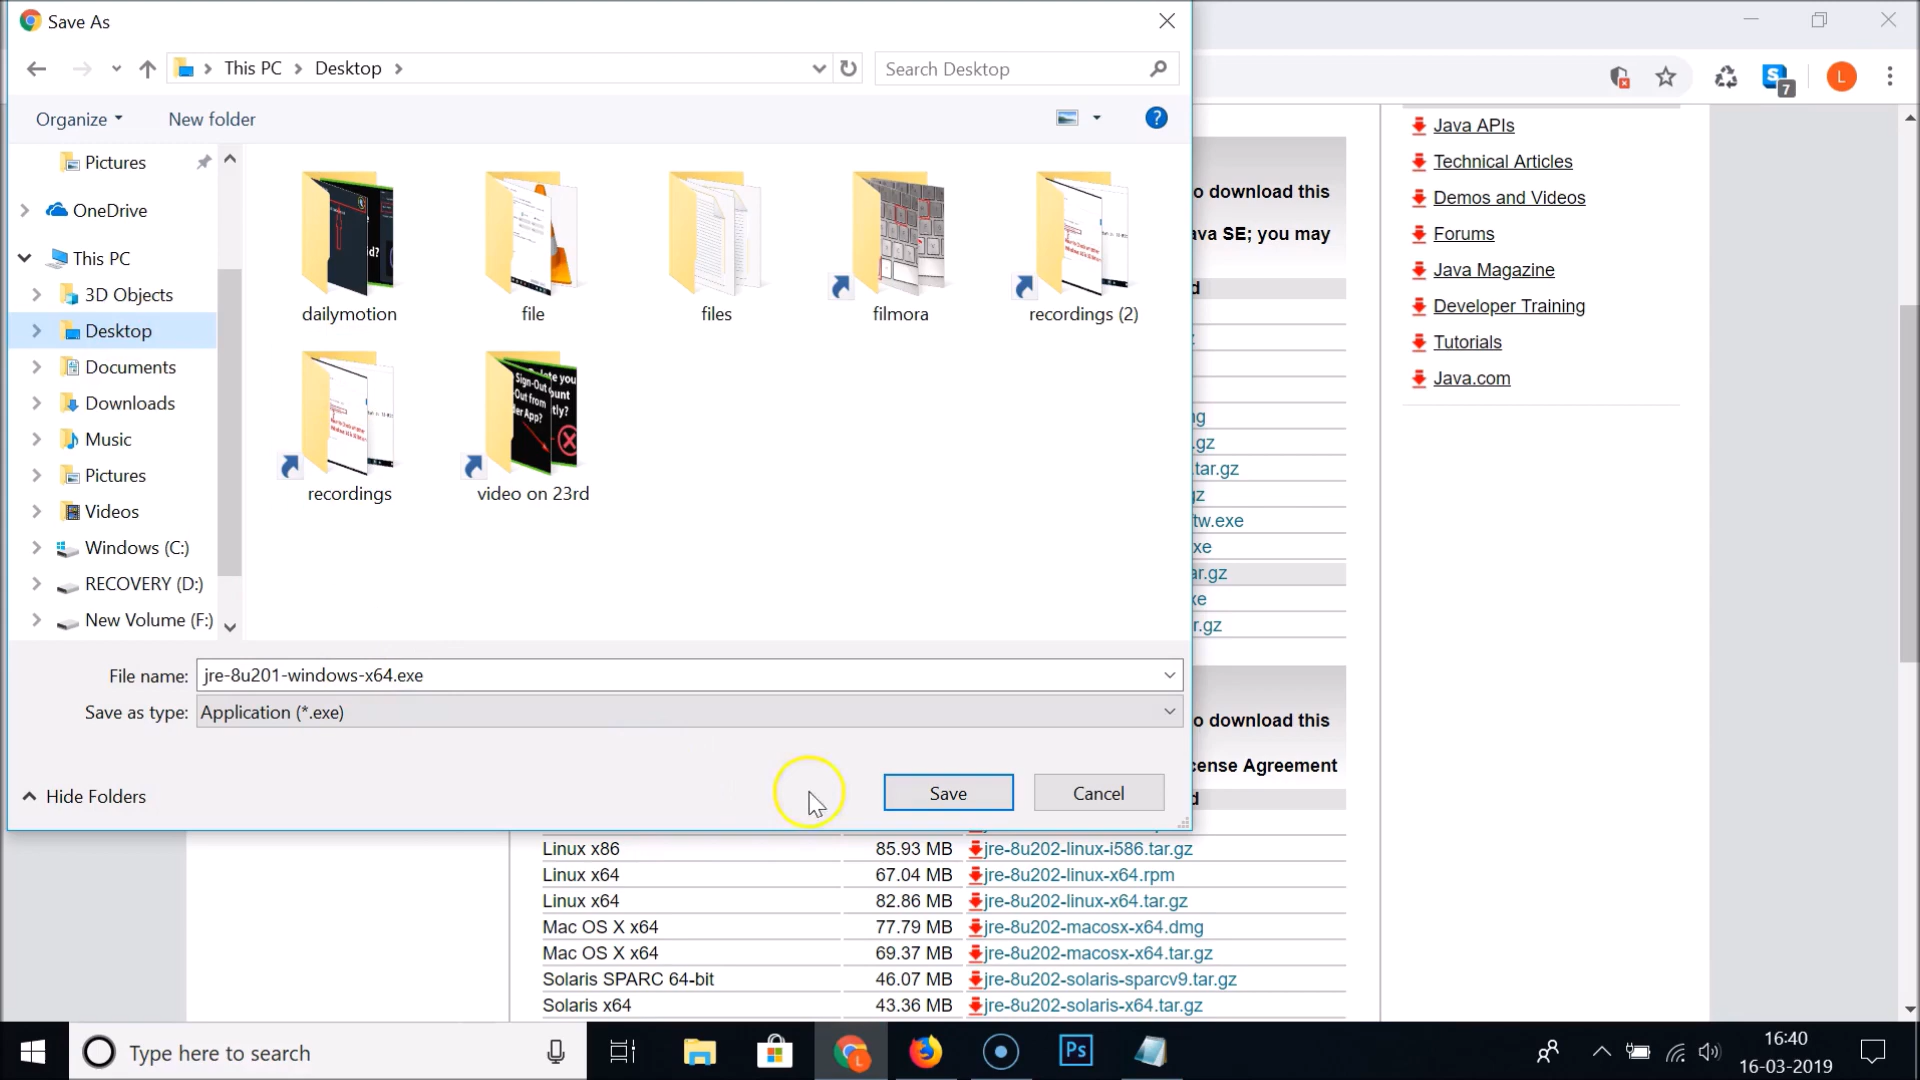 Save As
This PC
Desktop
Search Desktop
Organize
New folder
Pictures
OneDrive
This PC
3D Objects
Desktop
Documents
Downloads
Music
Pictures
Videos
Windows (C:)
RECOVERY (D:)
New Volume (F:)
dailymotion
file
files
filmora
recordings (2)
recordings
video on 23rd
File name:
jre-8u201-windows-x64.exe
Save as type:
Application (*.exe)
Hide Folders
Save
Cancel
S
7
L
Java APIs
Technical Articles
Demos and Videos
Forums
Java Magazine
Developer Training
Tutorials
Java.com
o download this
ava SE; you may
d
.gz
tar.gz
gz
tw.exe
xe
ar.gz
xe
r.gz
o download this
cense Agreement
d
Linux x86 85.93 MB jre-8u202-linux-i586.tar.gz
Linux x64 67.04 MB jre-8u202-linux-x64.rpm
Linux x64 82.86 MB jre-8u202-linux-x64.tar.gz
Mac OS X x64 77.79 MB jre-8u202-macosx-x64.dmg
Mac OS X x64 69.37 MB jre-8u202-macosx-x64.tar.gz
Solaris SPARC 64-bit 46.07 MB jre-8u202-solaris-sparcv9.tar.gz
Solaris x64 43.36 MB jre-8u202-solaris-x64.tar.gz
Type here to search
L
Ps
16:40
16-03-2019